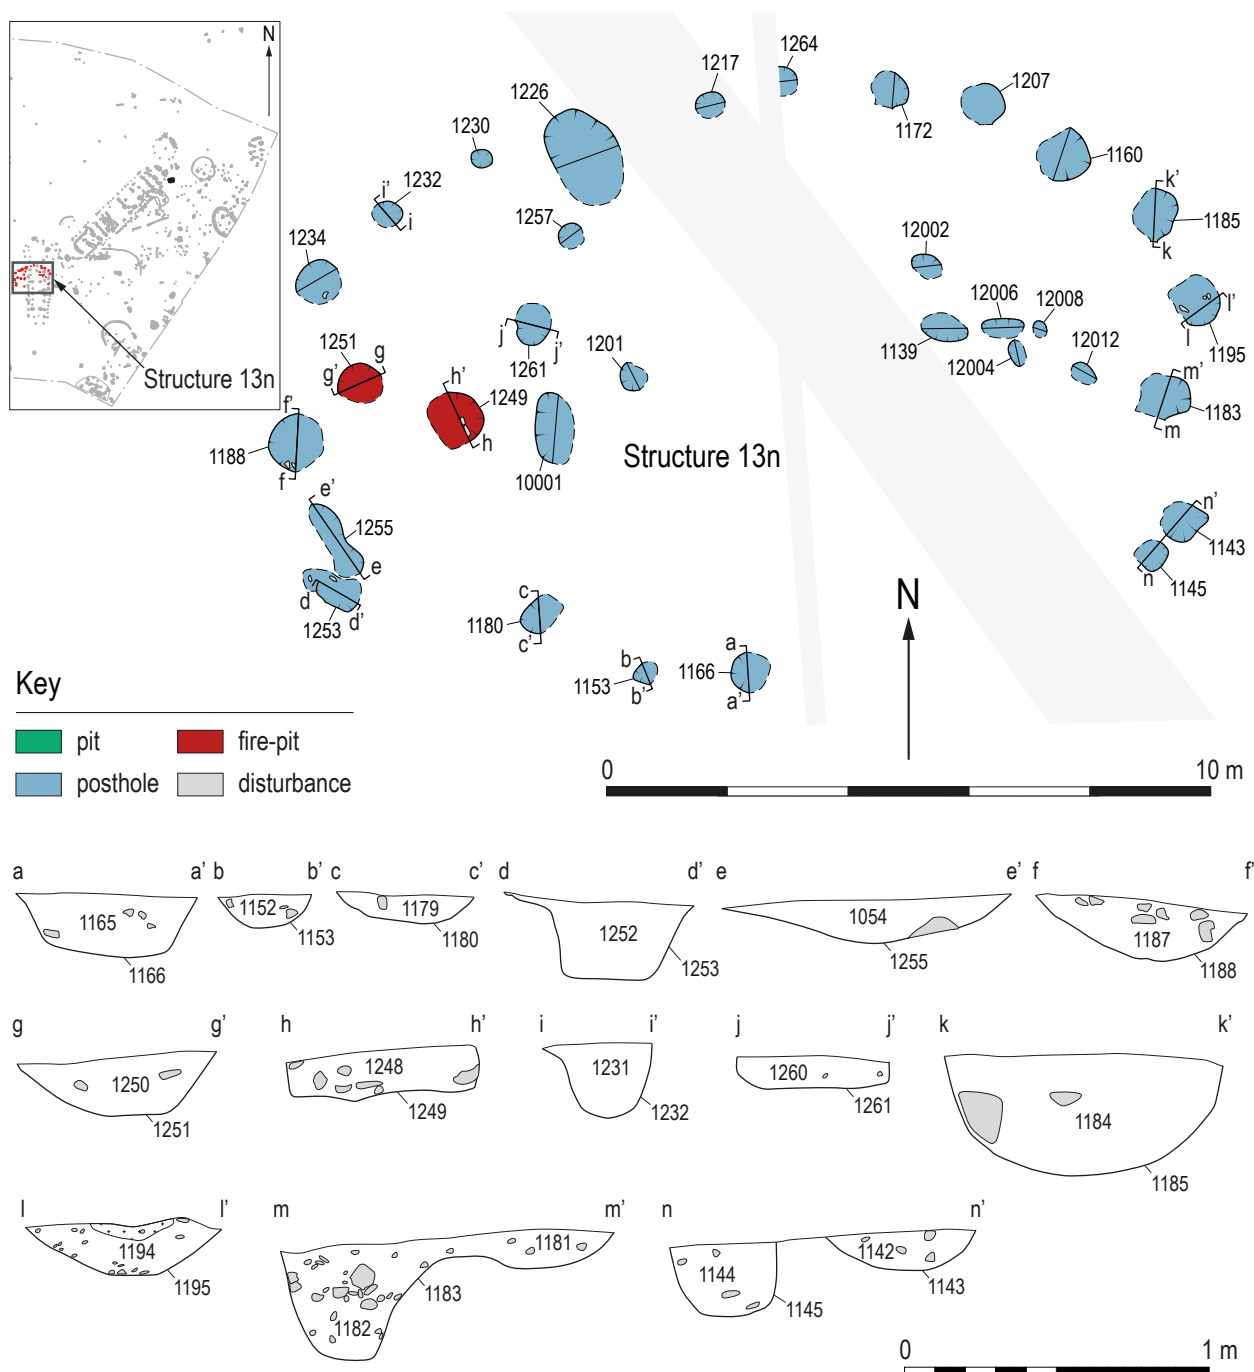 N
Structure 13n
1264
1217
1226
1207
1172
1230
1160
i'
1232
i
k'
1257
1185
1234
12002
k
12006
12008
l'
j
1251
g
1261
j'
1201
1139
12004
12012
l
1195
g'
h'
m'
1249
f'
1183
h
m
1188
10001
Structure 13n
f
e'
n'
1255
1143
e
n
1145
d
c
N
d'
1253
1180
c'
a
b
1166
1153
b'
a'
Key
pit
fire-pit
posthole
disturbance
0
10 m
a
a'
b
b'
c
c'
d
d'
e
e'
f
f'
1165
1152
1179
1252
1054
1187
1166
1153
1180
1253
1255
1188
g
g'
h
h'
i
i'
j
j'
k
k'
1250
1248
1231
1260
1184
1251
1249
1232
1261
1185
l
l'
m
m'
n
n'
1194
1181
1142
1195
1183
1144
1143
1182
1145
0
1 m